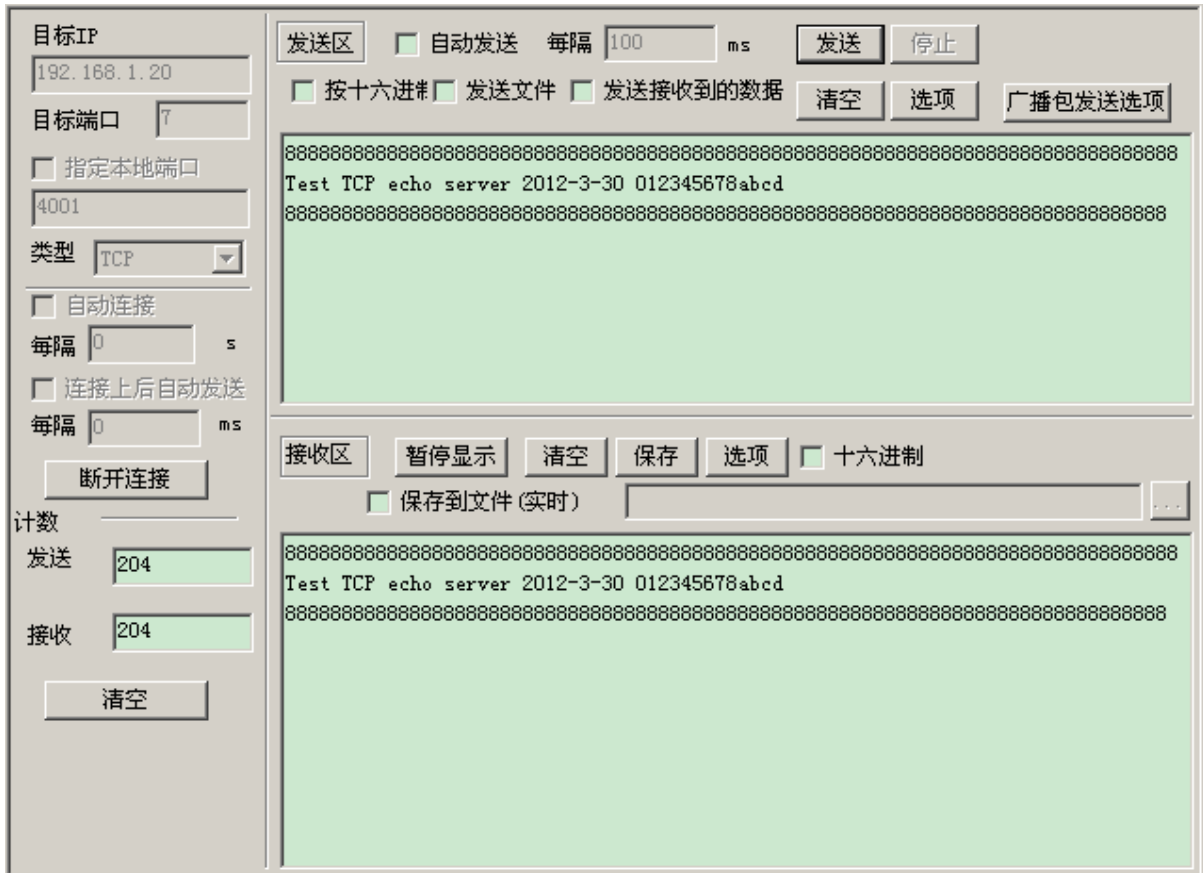 目标IP
192.168.1.20
目标端口 7
指定本地端口
4001
类型 TCP
自动连接
每隔 0 s
连接上后自动发送
每隔 0 ms
断开连接
计数
发送 204
接收 204
清空
发送区 自动发送 每隔 100 ms 发送 停止
按十六进制 发送文件 发送接收到的数据 清空 选项 广播包发送选项
8888888888888888888888888888888888888888888888888888888888888888888888888888888
Test TCP echo server 2012-3-30 012345678abcd
888888888888888888888888888888888888888888888888888888888888888888888888888888
接收区 暂停显示 清空 保存 选项 十六进制
保存到文件(实时) ...
8888888888888888888888888888888888888888888888888888888888888888888888888888888
Test TCP echo server 2012-3-30 012345678abcd
888888888888888888888888888888888888888888888888888888888888888888888888888888